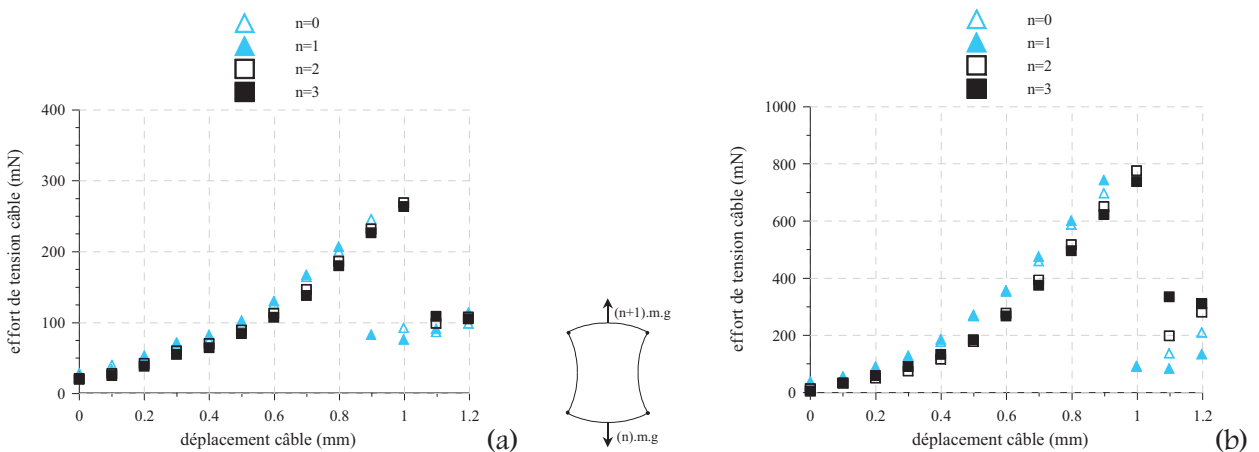 n=0
n=1
n=2
n=3
400
300
200
100
0
effort de tension câble (mN)
0
0.2
0.4
0.6
0.8
1
1.2
déplacement câble (mm)
(a)
(n+1).m.g
(n).m.g
n=0
n=1
n=2
n=3
1000
800
600
400
200
0
effort de tension câble (mN)
0
0.2
0.4
0.6
0.8
1
1.2
déplacement câble (mm)
(b)